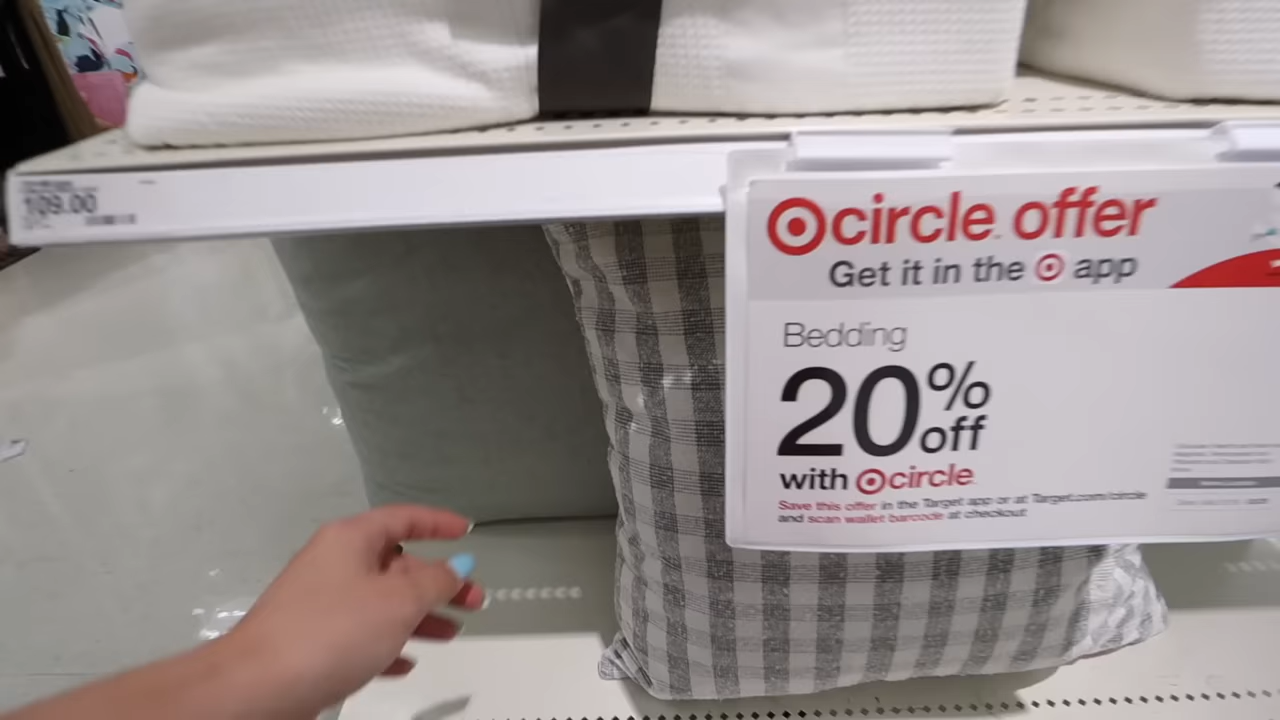 109.00
circle offer
Get it in the app
Bedding
20% off
with circle
Save this offer in the Target app or at Target.com/circle
and scan wallet barcode at checkout